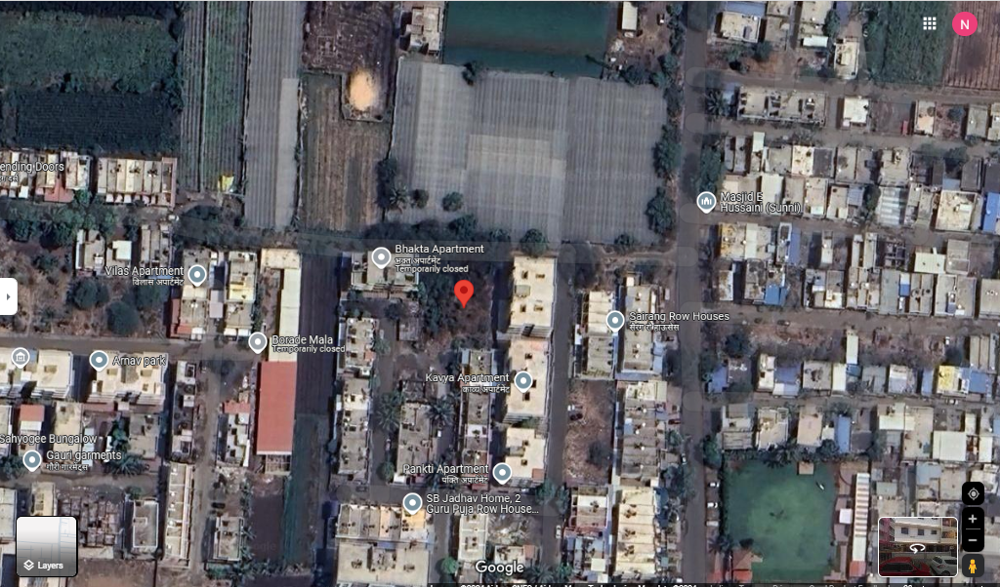 N
ending Doors
Masjid E
Hussaini (Sunni)
Bhakta Apartment
भक्ता अपार्टमेंट
Temporarily closed
Vilas Apartment
विलास अपार्टमेंट
Sairang Row Houses
Borade Mala
Temporarily closed
Arnav park
Kavya Apartment
काव्य अपार्टमेंट
Sahyogee Bungalow
Gauri garments
गौरी गारमेंट्स
Pankti Apartment
पंक्ति अपार्टमेंट
SB Jadhav Home, 2
Guru Puja Row House...
Layers
Google